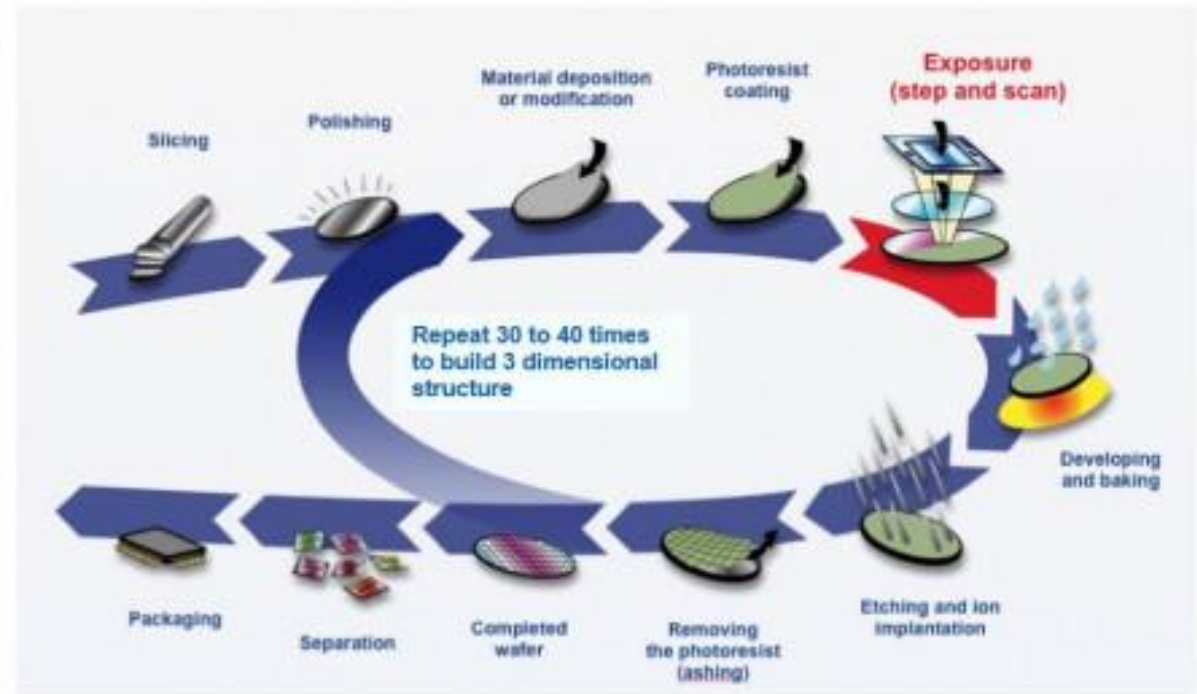 Slicing
Polishing
Material deposition
or modification
Photoresist
coating
Exposure
(step and scan)
Repeat 30 to 40 times
to build 3 dimensional
structure
Developing
and baking
Etching and ion
implantation
Removing
the photoresist
(ashing)
Completed
wafer
Separation
Packaging